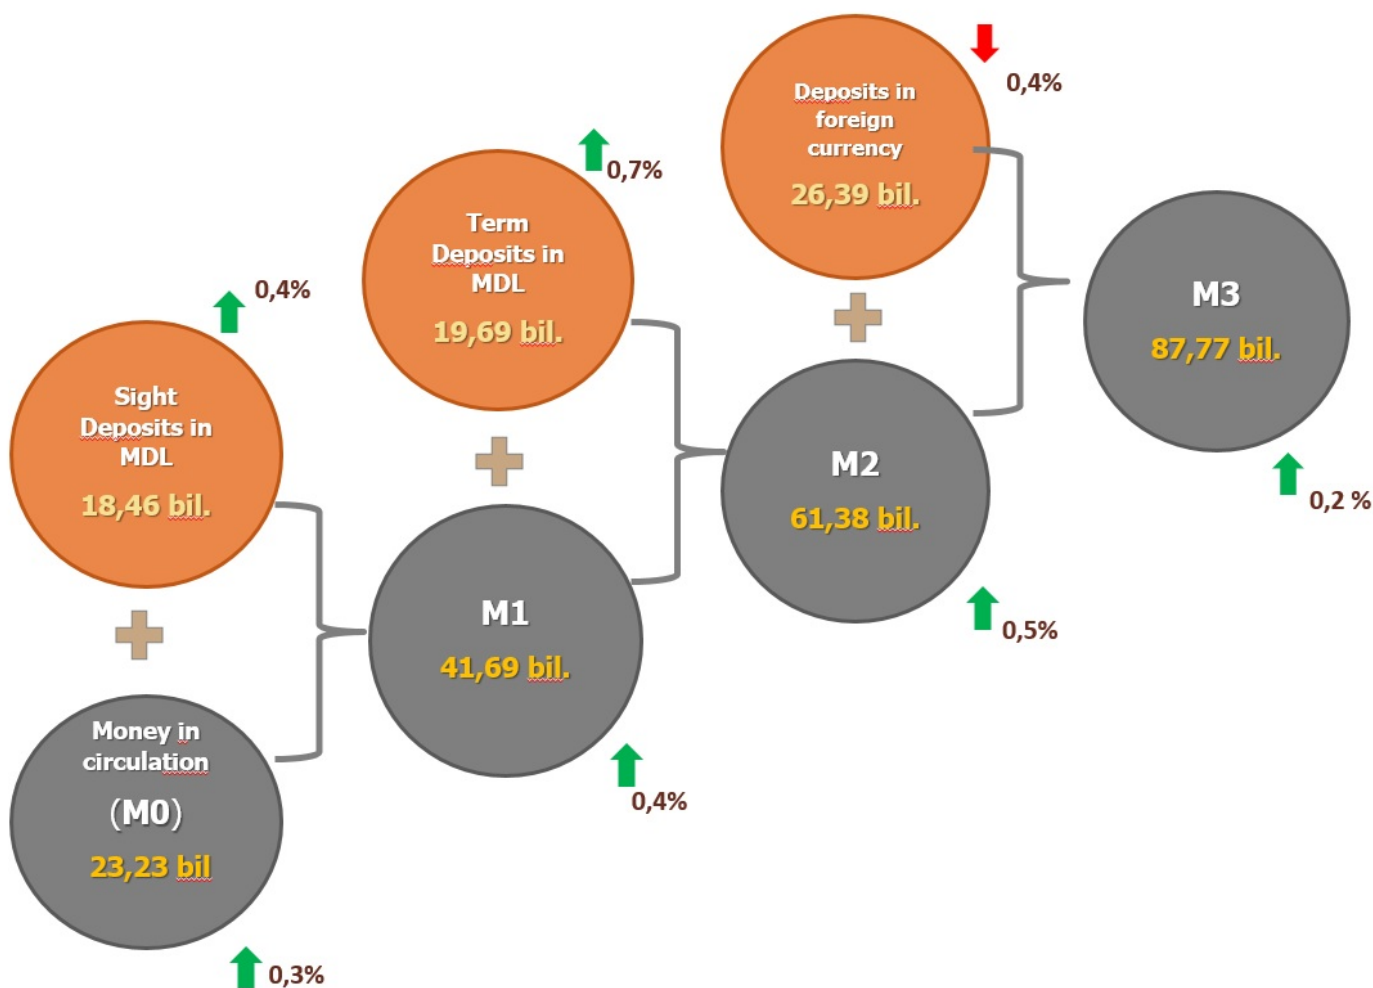 0,4%
Sight
Deposits in
MDL
18,46 bil.
Money in
circulation
(M0)
23,23 bil
0,3%
0,7%
Term
Deposits in
MDL
19,69 bil.
M1
41,69 bil.
0,4%
0,4%
Deposits in
foreign
currency
26,39 bil.
M2
61,38 bil.
0,5%
M3
87,77 bil.
0,2 %